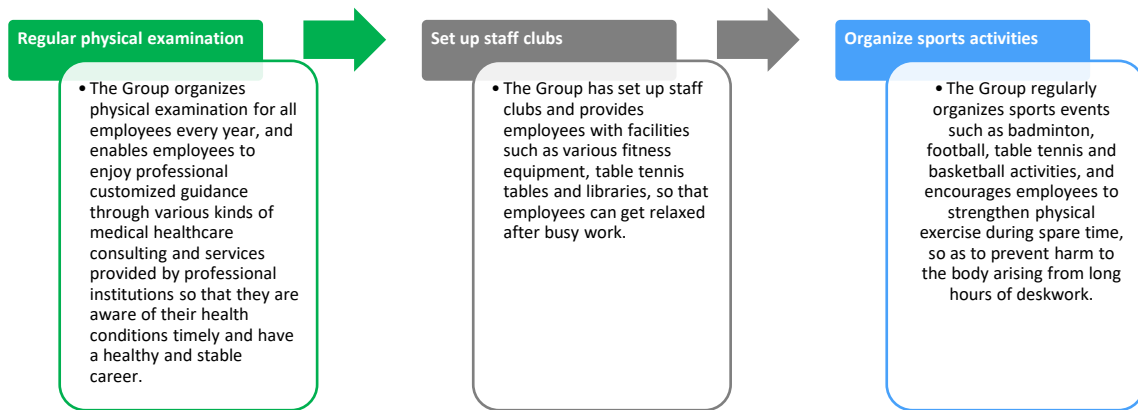 Regular physical examination
• The Group organizes
physical examination for all
employees every year, and
enables employees to
enjoy professional
customized guidance
through various kinds of
medical healthcare
consulting and services
provided by professional
institutions so that they are
aware of their health
conditions timely and have
a healthy and stable
career.
Set up staff clubs
• The Group has set up staff
clubs and provides
employees with facilities
such as various fitness
equipment, table tennis
tables and libraries, so that
employees can get relaxed
after busy work.
Organize sports activities
• The Group regularly
organizes sports events
such as badminton,
football, table tennis and
basketball activities, and
encourages employees to
strengthen physical
exercise during spare time,
so as to prevent harm to
the body arising from long
hours of deskwork.